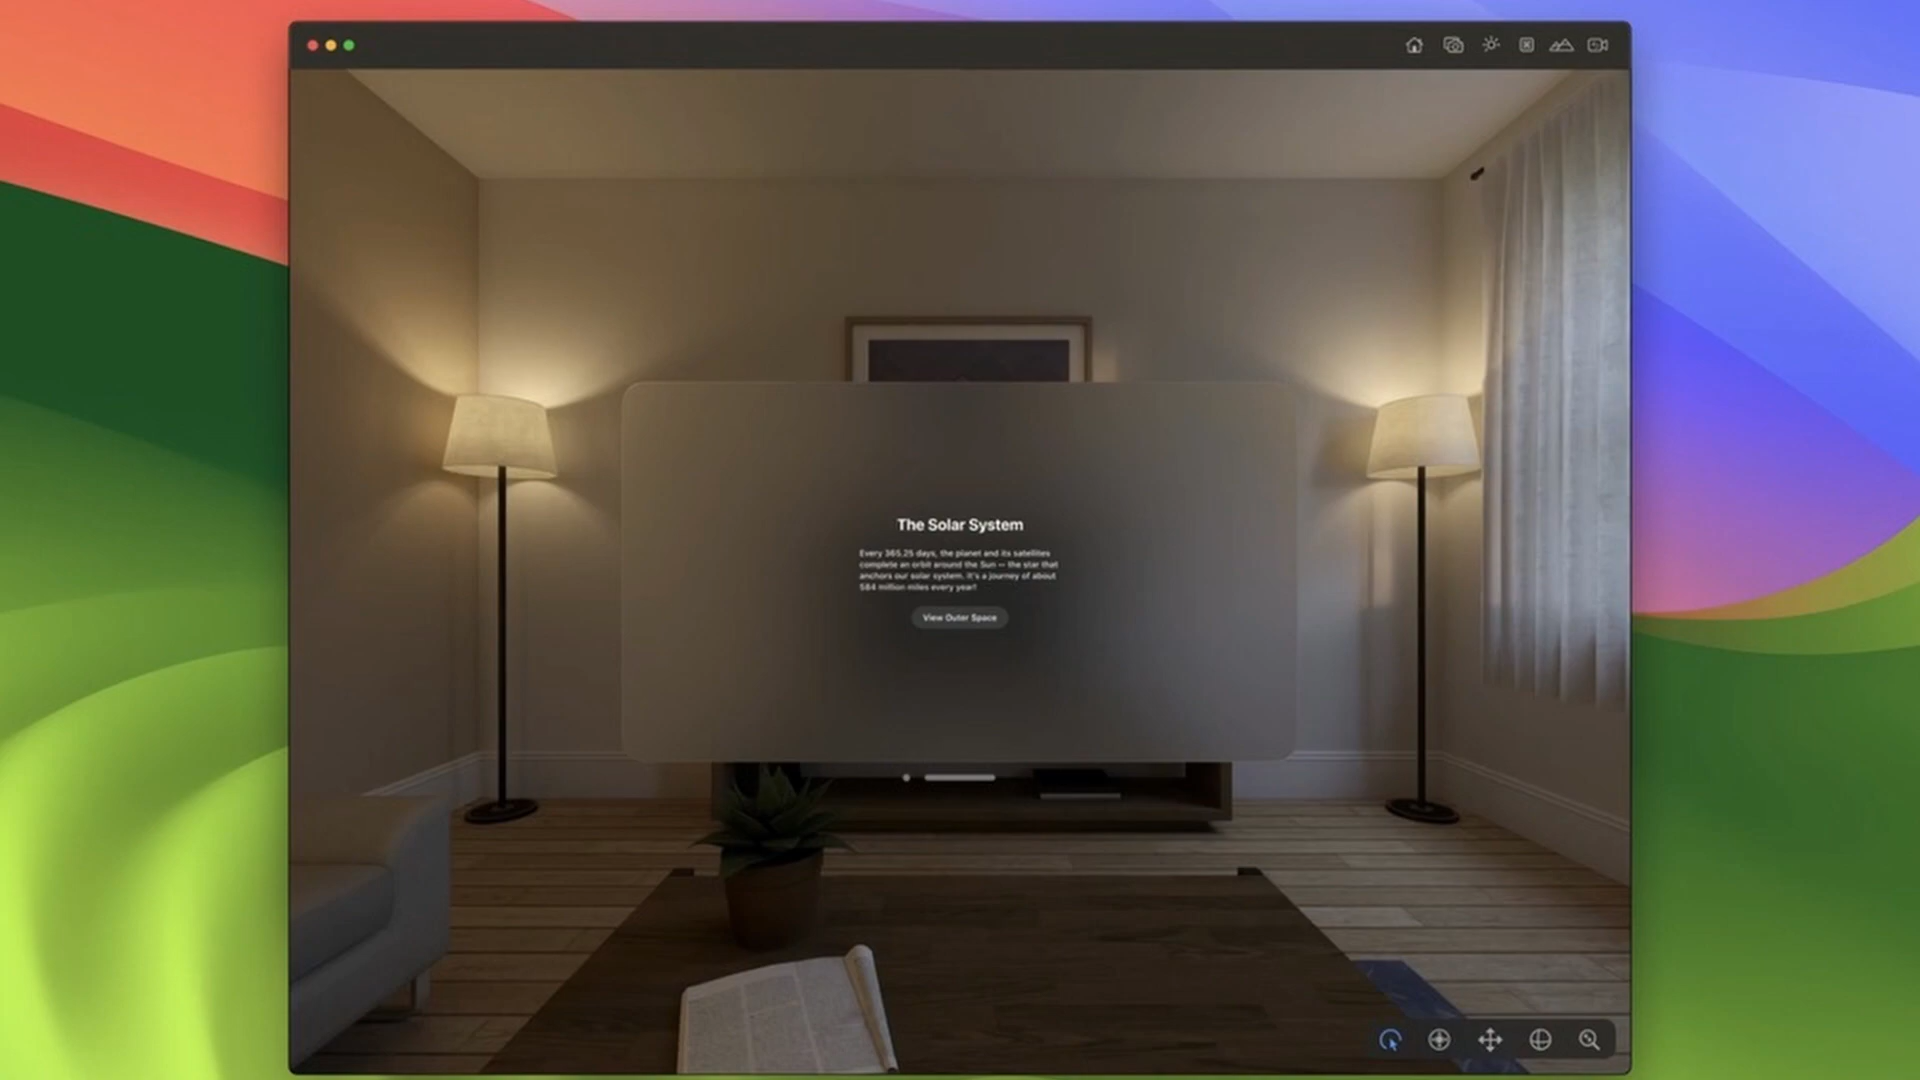 The Solar System
Every 365.25 days, the planet and its satellites
complete an orbit around the Sun — the star that
anchors our solar system. It's a journey of about
584 million miles every year!
View Outer Space